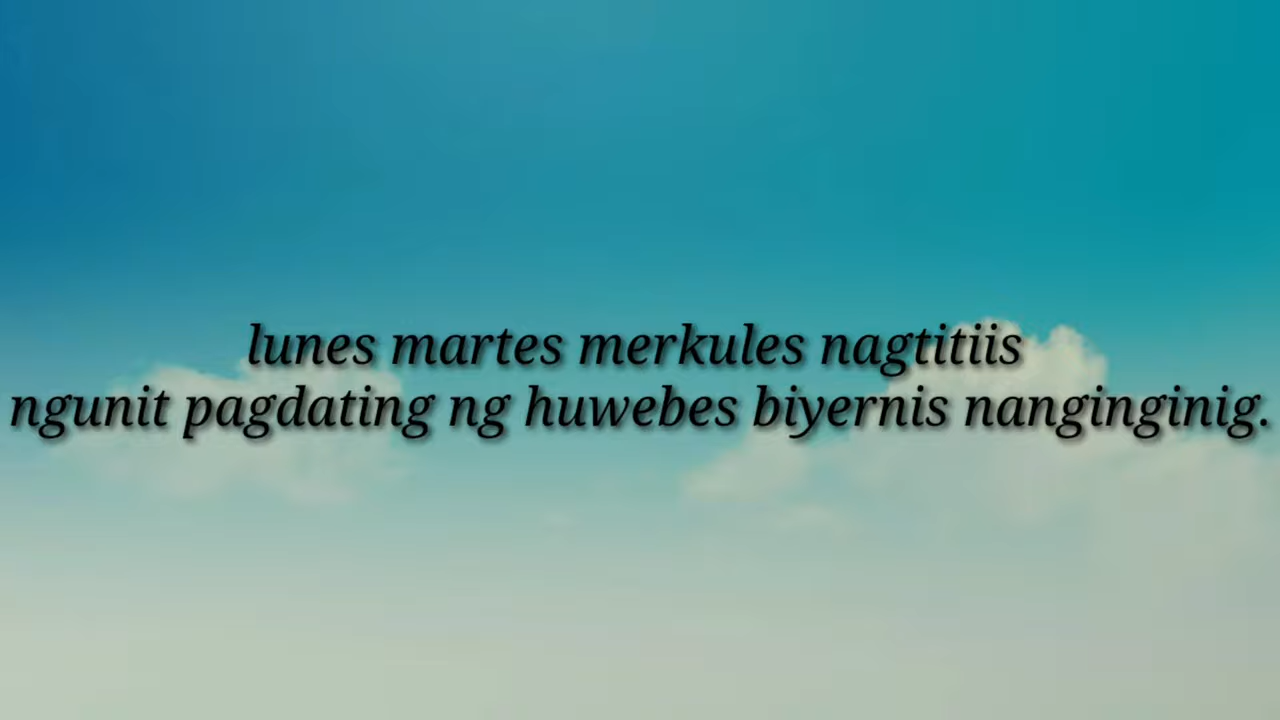 lunes martes merkules nagtitiis
ngunit pagdating ng huwebes biyernis nanginginig.